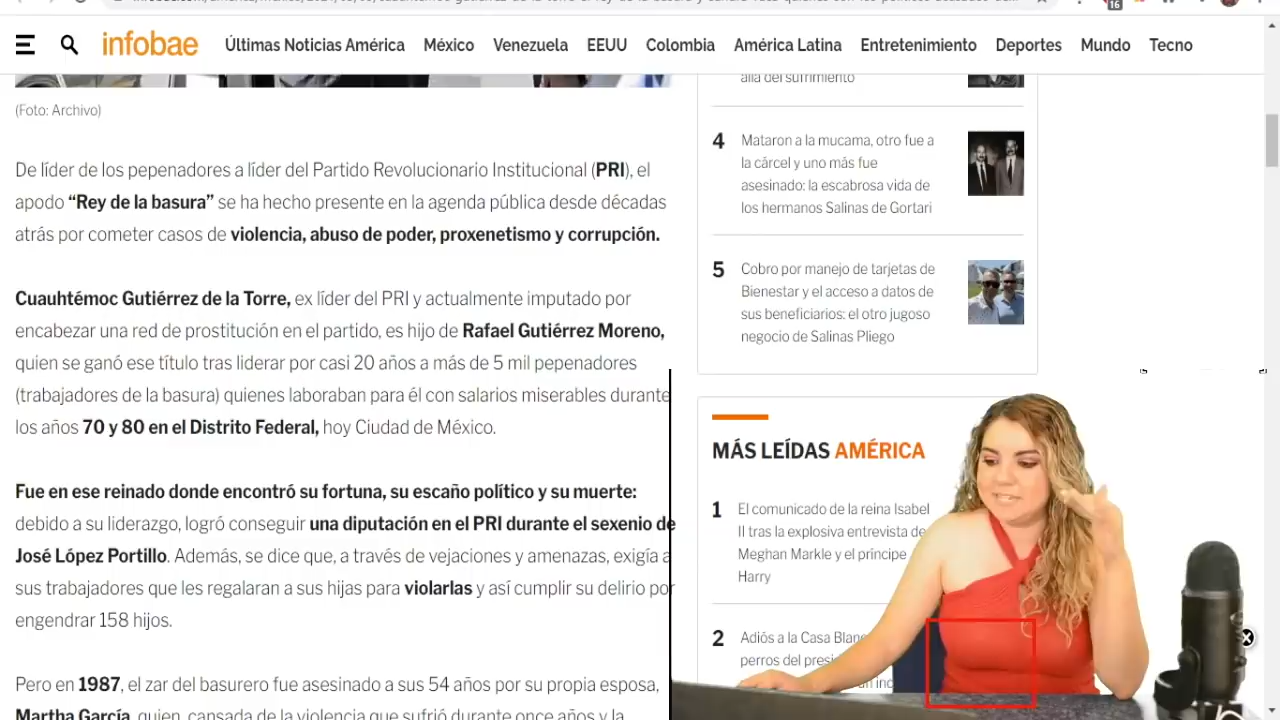 infobae
Últimas Noticias América
México
Venezuela
EEUU
Colombia
América Latina
Entretenimiento
Deportes
Mundo
Tecno
(Foto: Archivo)
De líder de los pepenadores a líder del Partido Revolucionario Institucional (PRI), el
apodo “Rey de la basura” se ha hecho presente en la agenda pública desde décadas
atrás por cometer casos de violencia, abuso de poder, proxenetismo y corrupción.
Cuauhtémoc Gutiérrez de la Torre, ex líder del PRI y actualmente imputado por
encabezar una red de prostitución en el partido, es hijo de Rafael Gutiérrez Moreno,
quien se ganó ese título tras liderar por casi 20 años a más de 5 mil pepenadores
(trabajadores de la basura) quienes laboraban para él con salarios miserables durante
los años 70 y 80 en el Distrito Federal, hoy Ciudad de México.
Fue en ese reinado donde encontró su fortuna, su escaño político y su muerte:
debido a su liderazgo, logró conseguir una diputación en el PRI durante el sexenio de
José López Portillo. Además, se dice que, a través de vejaciones y amenazas, exigía a
sus trabajadores que les regalaran a sus hijas para violarlas y así cumplir su delirio por
engendrar 158 hijos.
Pero en 1987, el zar del basurero fue asesinado a sus 54 años por su propia esposa,
Martha García, quien, cansada de la violencia que sufrió durante once años y la
allá del sufrimiento
4
Mataron a la mucama, otro fue a
la cárcel y uno más fue
asesinado: la escabrosa vida de
los hermanos Salinas de Gortari
5
Cobro por manejo de tarjetas de
Bienestar y el acceso a datos de
sus beneficiarios: el otro jugoso
negocio de Salinas Pliego
MÁS LEÍDAS AMÉRICA
1
El comunicado de la reina Isabel
II tras la explosiva entrevista de
Meghan Markle y el príncipe
Harry
2
Adiós a la Casa
perros del
16